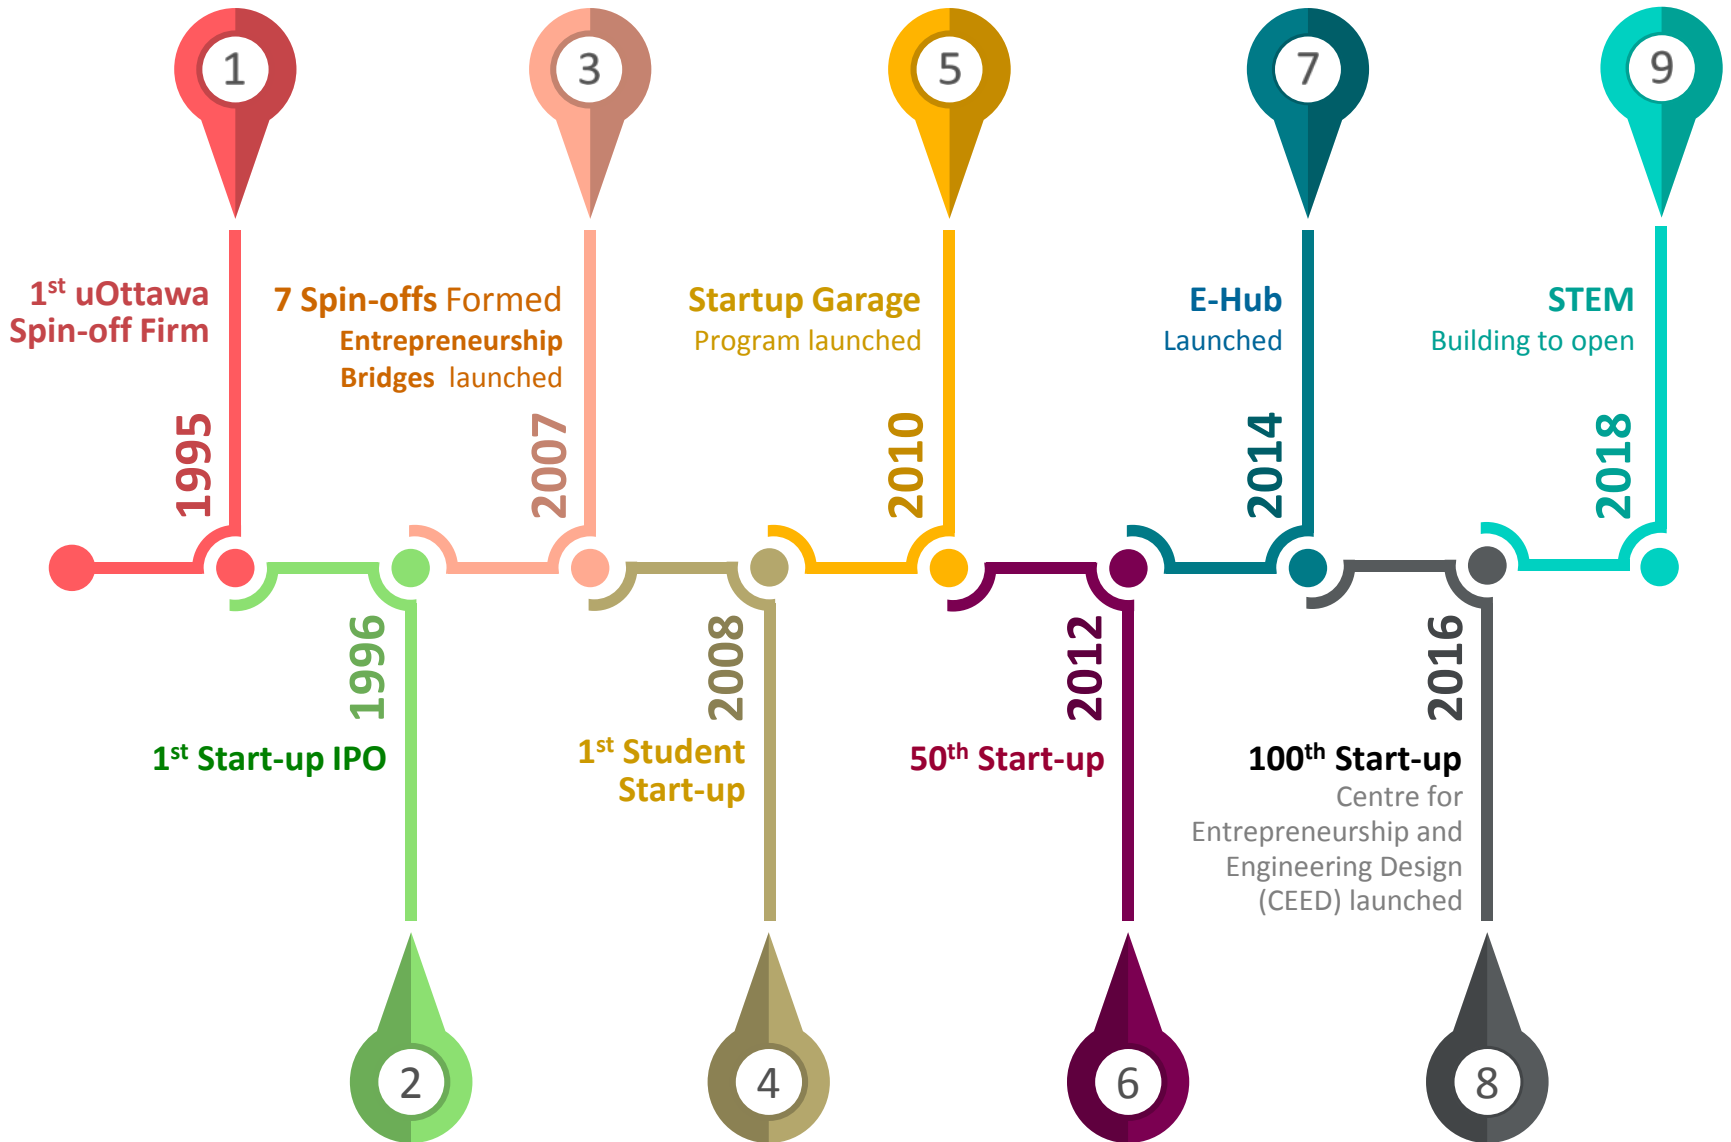 1
1st uOttawa
Spin-off Firm
1995
2
1996
1st Start-up IPO
3
7 Spin-offs Formed
Entrepreneurship
Bridges launched
2007
4
2008
1st Student
Start-up
5
Startup Garage
Program launched
2010
6
2012
50th Start-up
7
E-Hub
Launched
2014
8
2016
100th Start-up
Centre for
Entrepreneurship and
Engineering Design
(CEED) launched
9
STEM
Building to open
2018